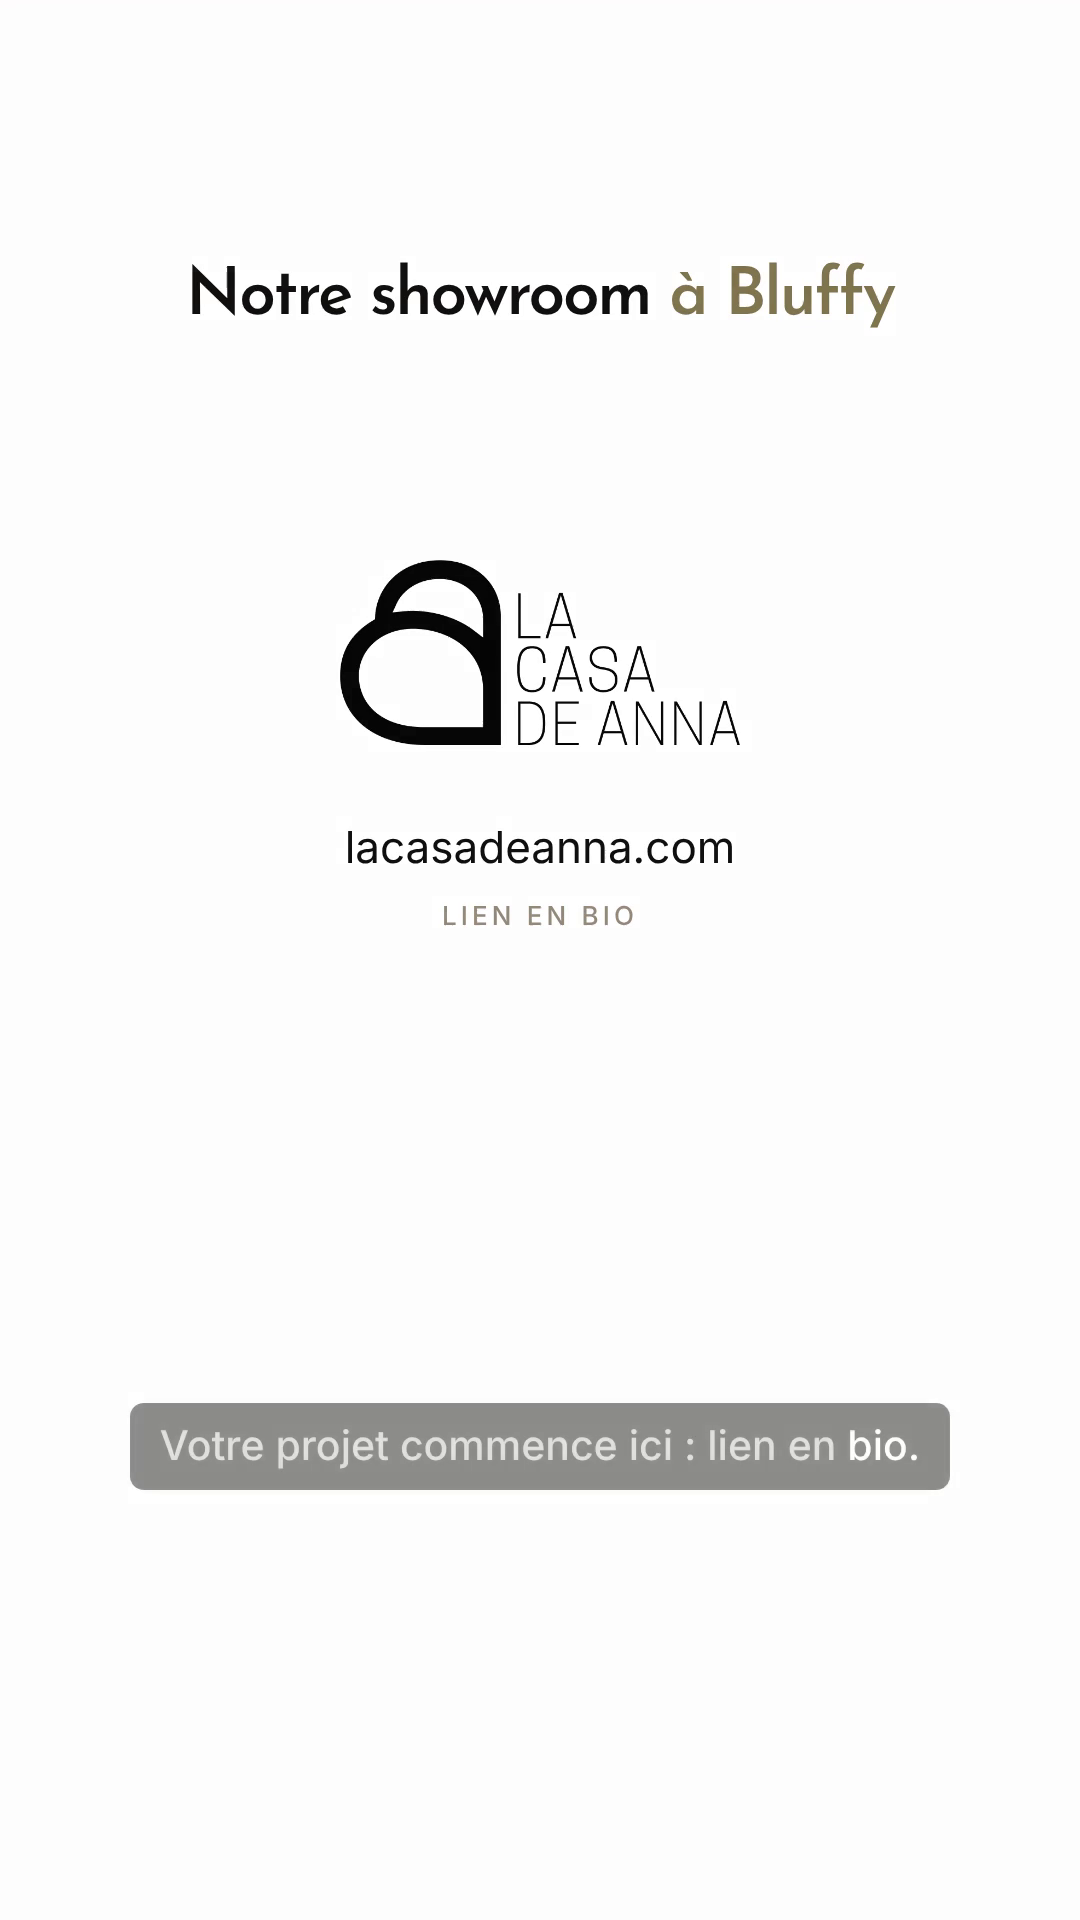 Notre showroom à Bluffy
LA
CASA
DE ANNA
lacasadeanna.com
LIEN EN BIO
Votre projet commence ici : lien en bio.